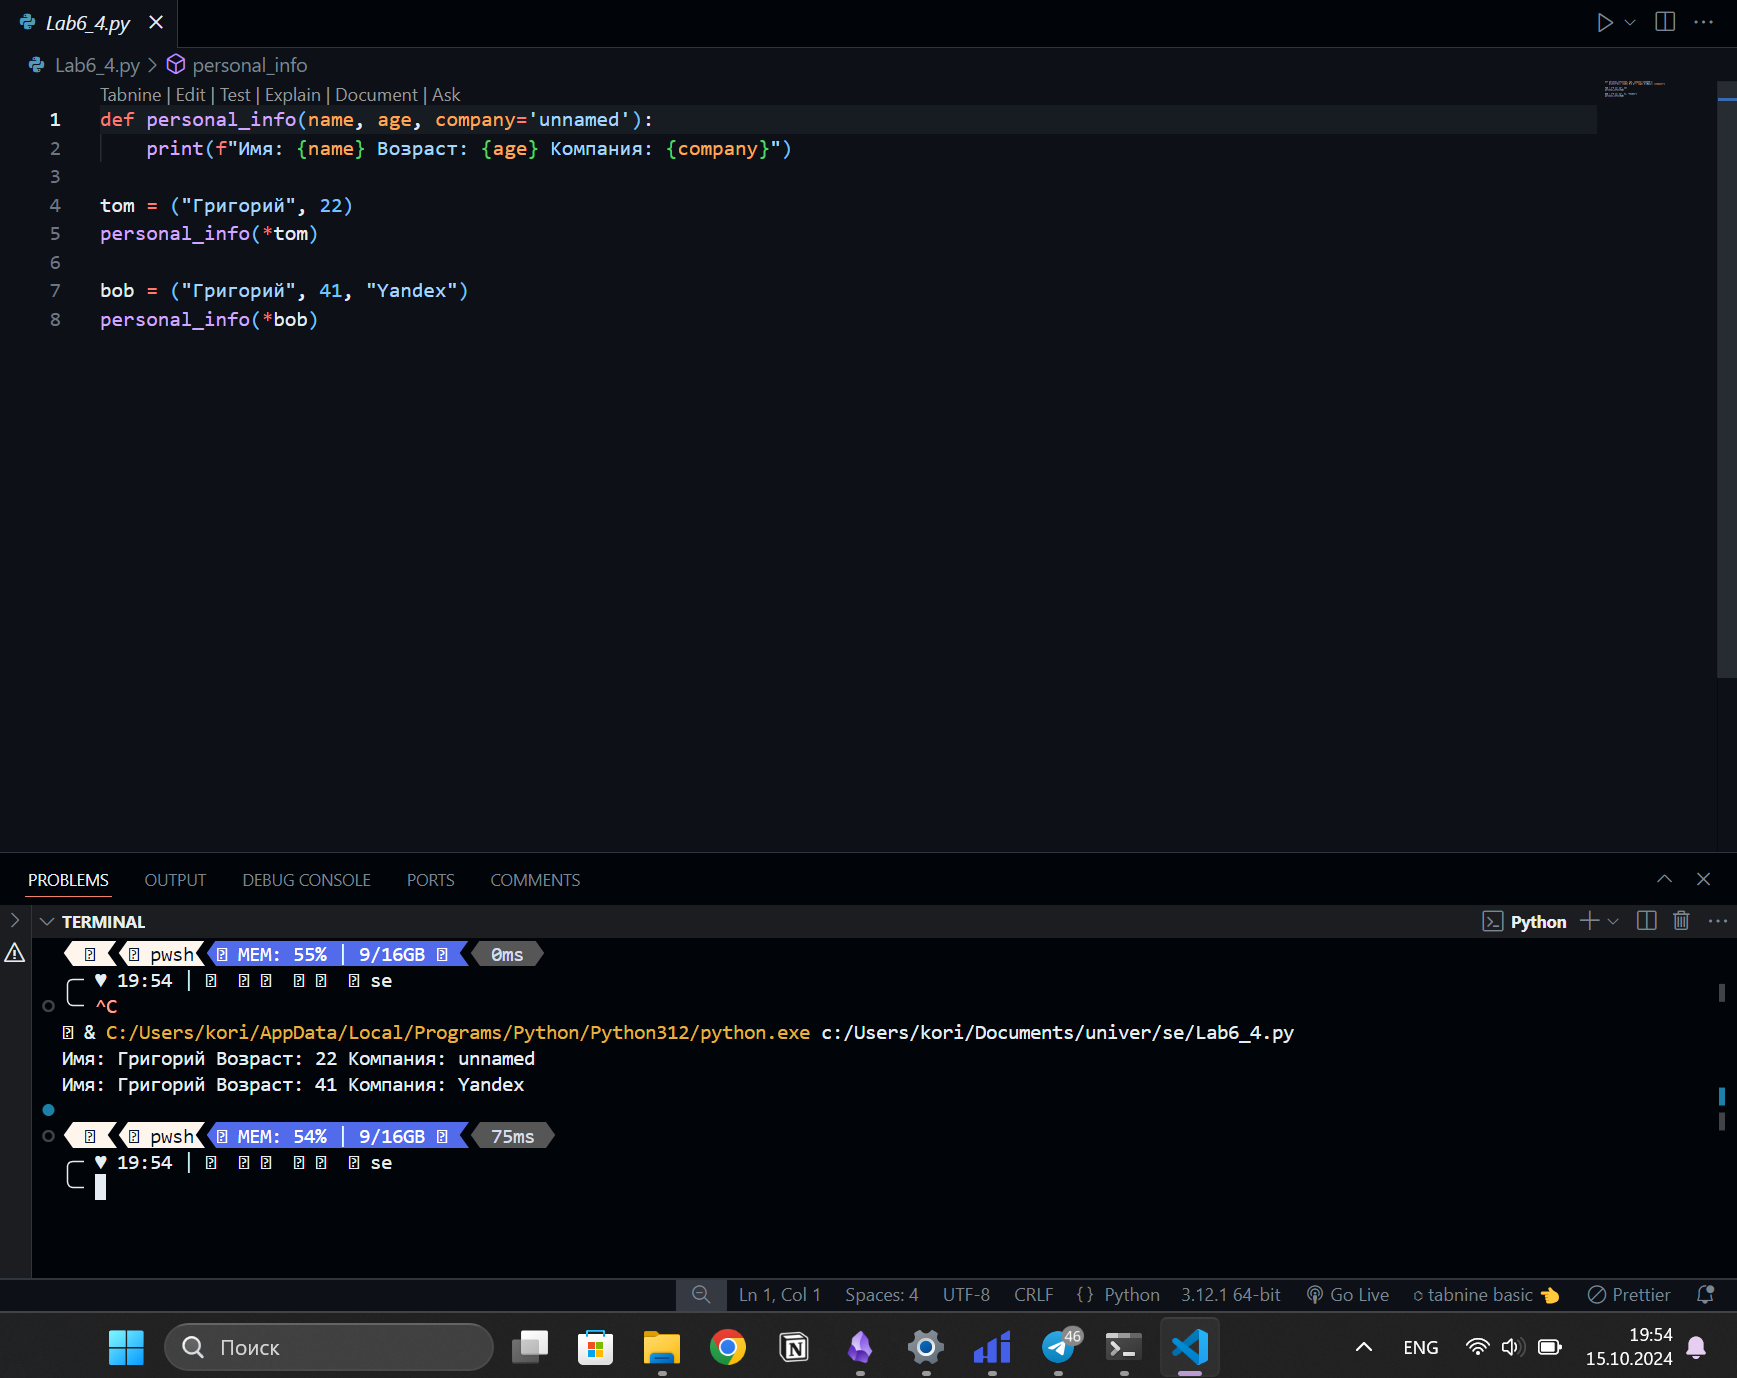 Lab6_4.py
Lab6_4.py > personal_info
Tabnine | Edit | Test | Explain | Document | Ask
1 def personal_info(name, age, company='unnamed'):
2     print(f"Имя: {name} Возраст: {age} Компания: {company}")
3
4 tom = ("Григорий", 22)
5 personal_info(*tom)
6
7 bob = ("Григорий", 41, "Yandex")
8 personal_info(*bob)
PROBLEMS OUTPUT DEBUG CONSOLE PORTS COMMENTS
TERMINAL
Python
pwsh MEM: 55% | 9/16GB 0ms
♥ 19:54 | se
^C
& C:/Users/kori/AppData/Local/Programs/Python/Python312/python.exe c:/Users/kori/Documents/univer/se/Lab6_4.py
Имя: Григорий Возраст: 22 Компания: unnamed
Имя: Григорий Возраст: 41 Компания: Yandex
pwsh MEM: 54% | 9/16GB 75ms
♥ 19:54 | se
Ln 1, Col 1 Spaces: 4 UTF-8 CRLF {} Python 3.12.1 64-bit Go Live tabnine basic Prettier
Поиск
46
ENG
19:54
15.10.2024